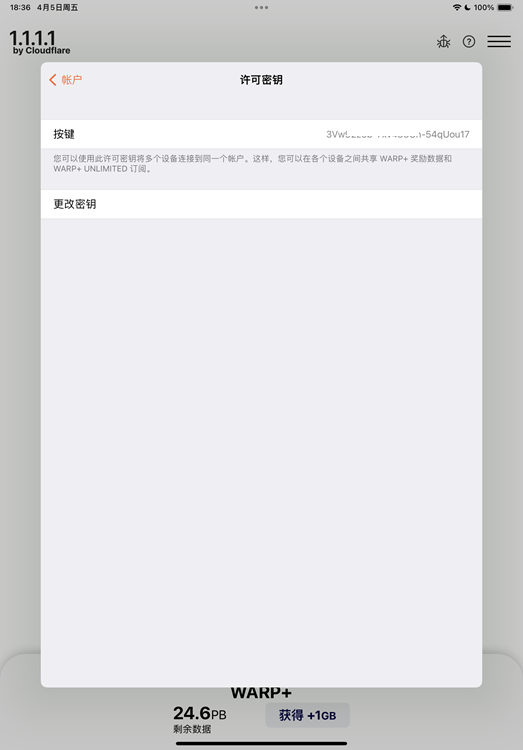 18:36 4月5日周五
100%
1.1.1.1
by Cloudflare
帐户
许可密钥
按键
-54qUou17
您可以使用此许可密钥将多个设备连接到同一个帐户。这样，您可以在各个设备之间共享 WARP+ 奖励数据和
WARP+ UNLIMITED 订阅。
更改密钥
WARP+
24.6PB
获得 +1GB
剩余数据